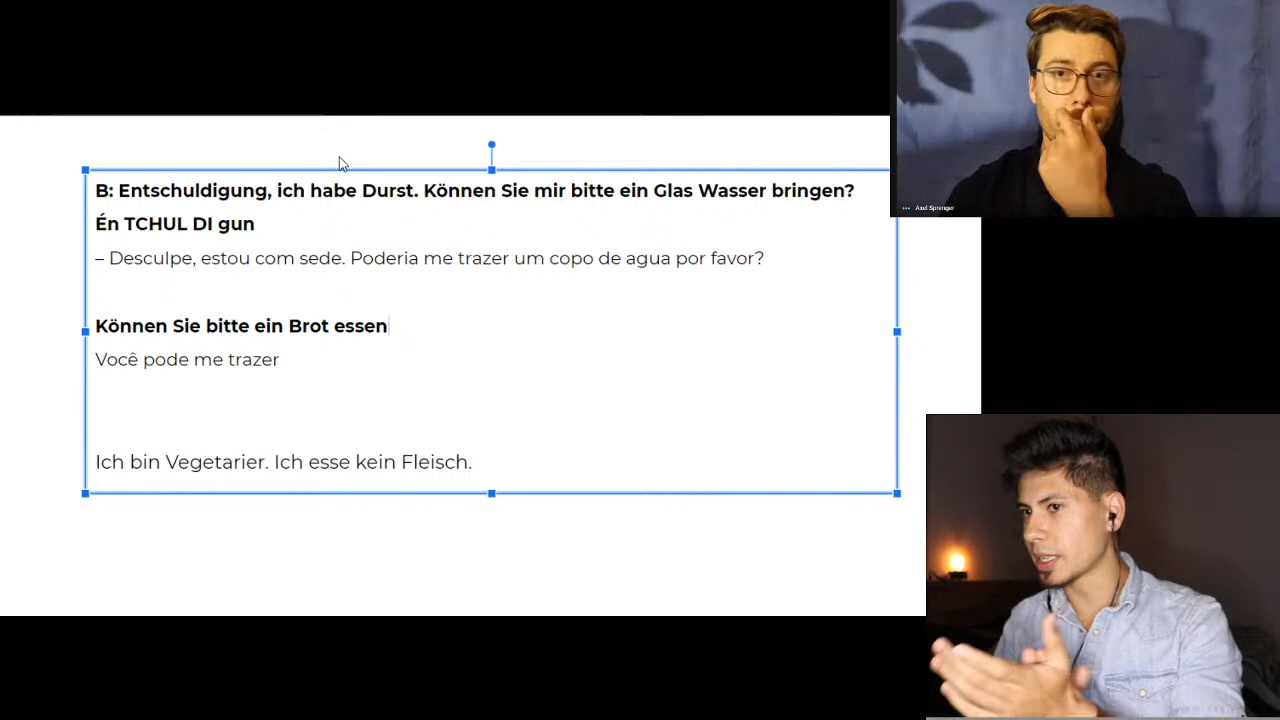 B: Entschuldigung, ich habe Durst. Können Sie mir bitte ein Glas Wasser bringen?
Én TCHUL DI gun
– Desculpe, estou com sede. Poderia me trazer um copo de agua por favor?
Können Sie bitte ein Brot essen
Você pode me trazer
Ich bin Vegetarier. Ich esse kein Fleisch.
Axel Sprenger